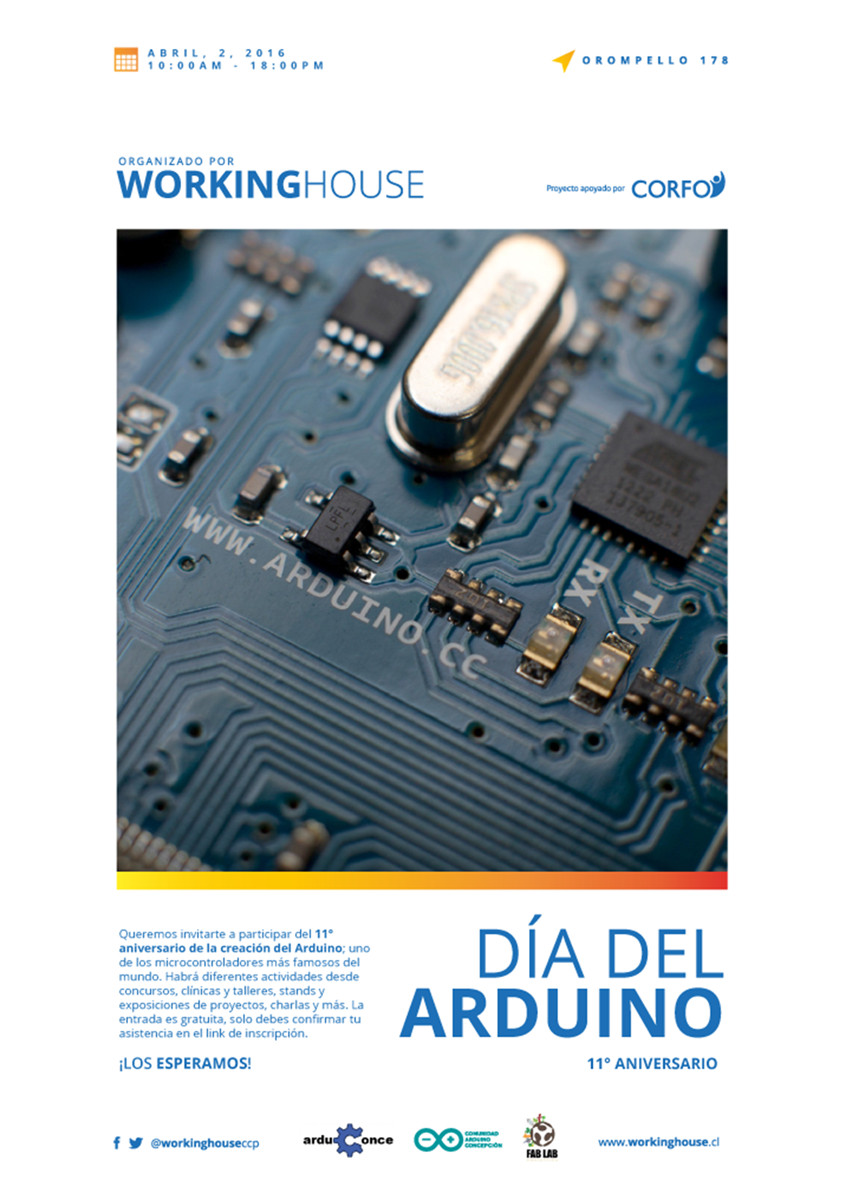 ABRIL, 2, 2016
10:00AM - 18:00PM
OROMPELLO 178
ORGANIZADO POR
WORKINGHOUSE
Proyecto apoyado por CORFO
WWW.ARDUINO.CC
RX
TX
Queremos invitarte a participar del 11°
aniversario de la creación del Arduino; uno
de los microcontroladores más famosos del
mundo. Habrá diferentes actividades desde
concursos, clínicas y talleres, stands y
exposiciones de proyectos, charlas y más. La
entrada es gratuita, solo debes confirmar tu
asistencia en el link de inscripción.
¡LOS ESPERAMOS!
DÍA DEL
ARDUINO
11° ANIVERSARIO
@workinghouseccp
arduConce
COMUNIDAD
ARDUINO
CONCEPCIÓN
FAB LAB
www.workinghouse.cl